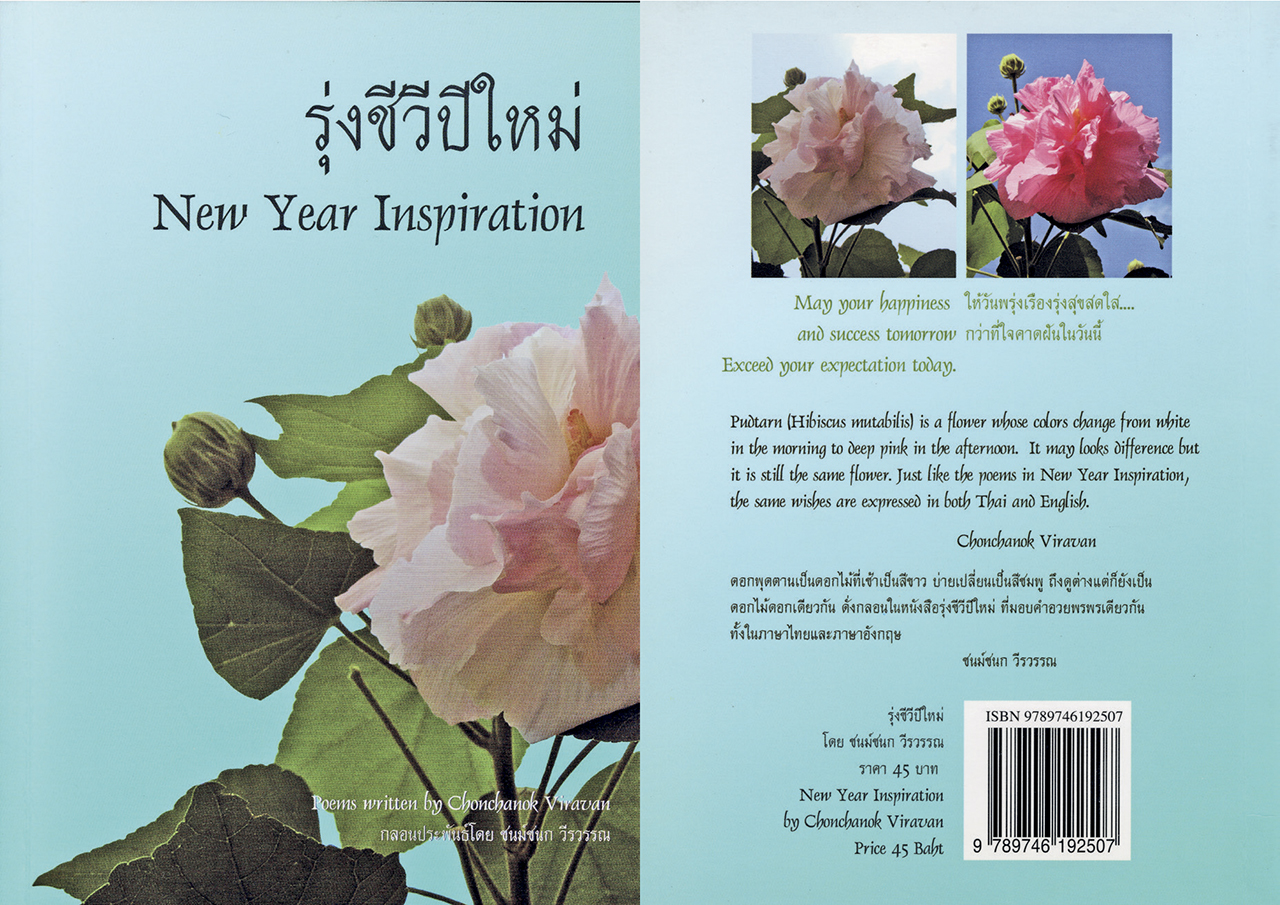 รุ่งชีวีปีใหม่
New Year Inspiration
Poems written by Chonchanok Viravan
กลอนประพันธ์โดย ชนม์ชนก วีรวรรณ
May your happiness
and success tomorrow
Exceed your expectation today.
ให้วันพรุ่งเรืองรุ่งสุขสดใส....
กว่าที่ใจคาดฝันในวันนี้
Pudtarn (Hibiscus mutabilis) is a flower whose colors change from white
in the morning to deep pink in the afternoon. It may looks difference but
it is still the same flower. Just like the poems in New Year Inspiration,
the same wishes are expressed in both Thai and English.
Chonchanok Viravan
ดอกพุดตานเป็นดอกไม้ที่เช้าเป็นสีขาว บ่ายเปลี่ยนเป็นสีชมพู ถึงดูต่างแต่ก็ยังเป็น
ดอกไม้ดอกเดียวกัน ดั่งกลอนในหนังสือรุ่งชีวีปีใหม่ ที่มอบคำอวยพรพรเดียวกัน
ทั้งในภาษาไทยและภาษาอังกฤษ
ชนม์ชนก วีรวรรณ
รุ่งชีวีปีใหม่
โดย ชนม์ชนก วีรวรรณ
ราคา 45 บาท
New Year Inspiration
by Chonchanok Viravan
Price 45 Baht
ISBN 9789746192507
9 789746 192507